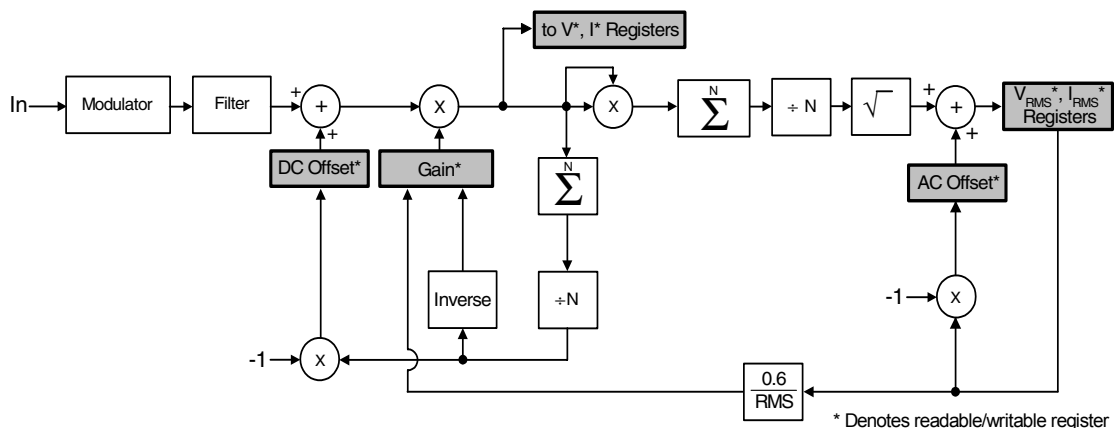 to V*, I* Registers
In
Modulator
Filter
+
+
+
X
X
N
Σ
÷ N
√
+
+
+
V_RMS*, I_RMS*
Registers
DC Offset*
Gain*
N
Σ
AC Offset*
Inverse
÷N
-1
X
-1
X
0.6
RMS
* Denotes readable/writable register